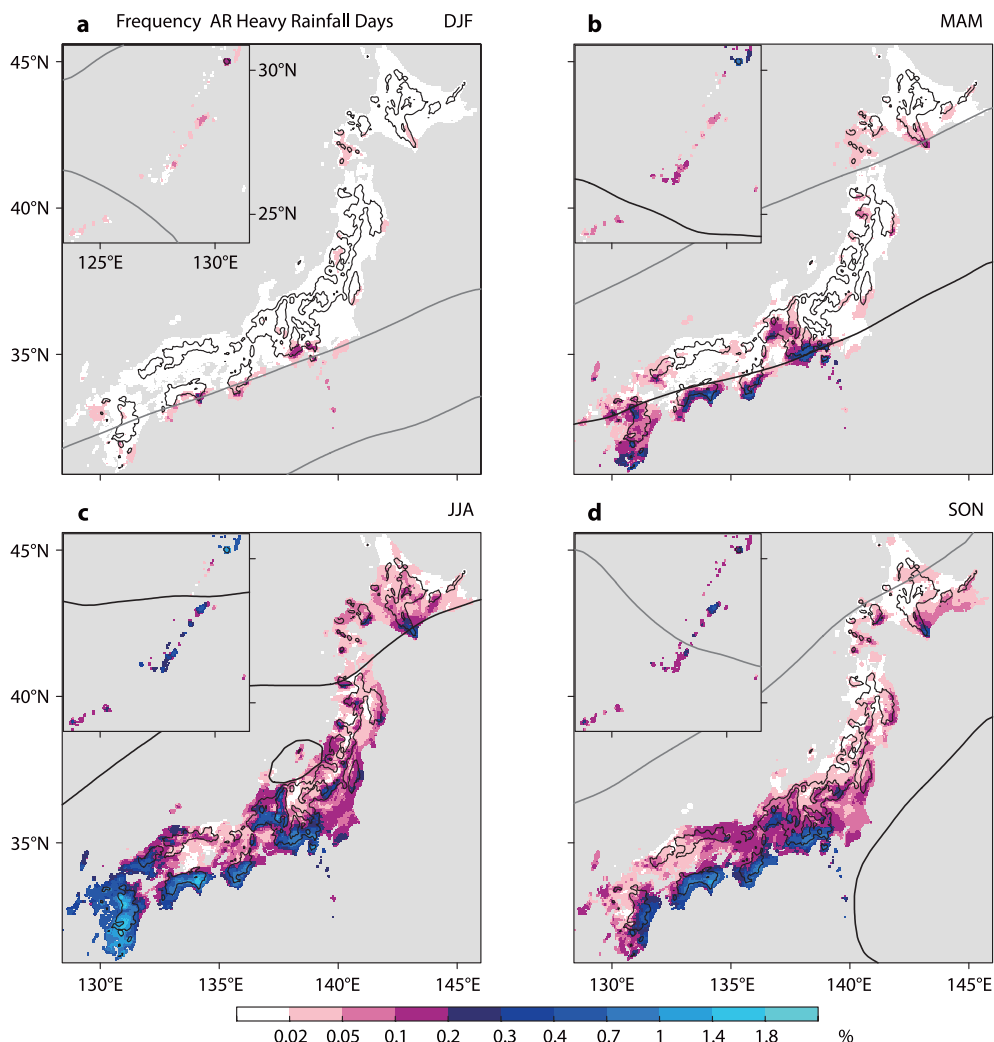 a Frequency AR Heavy Rainfall Days DJF
b MAM
45°N
30°N
25°N
125°E 130°E
40°N
35°N
c JJA
d SON
45°N
40°N
35°N
130°E 135°E 140°E 145°E 130°E 135°E 140°E 145°E
0.02 0.05 0.1 0.2 0.3 0.4 0.7 1 1.4 1.8 %